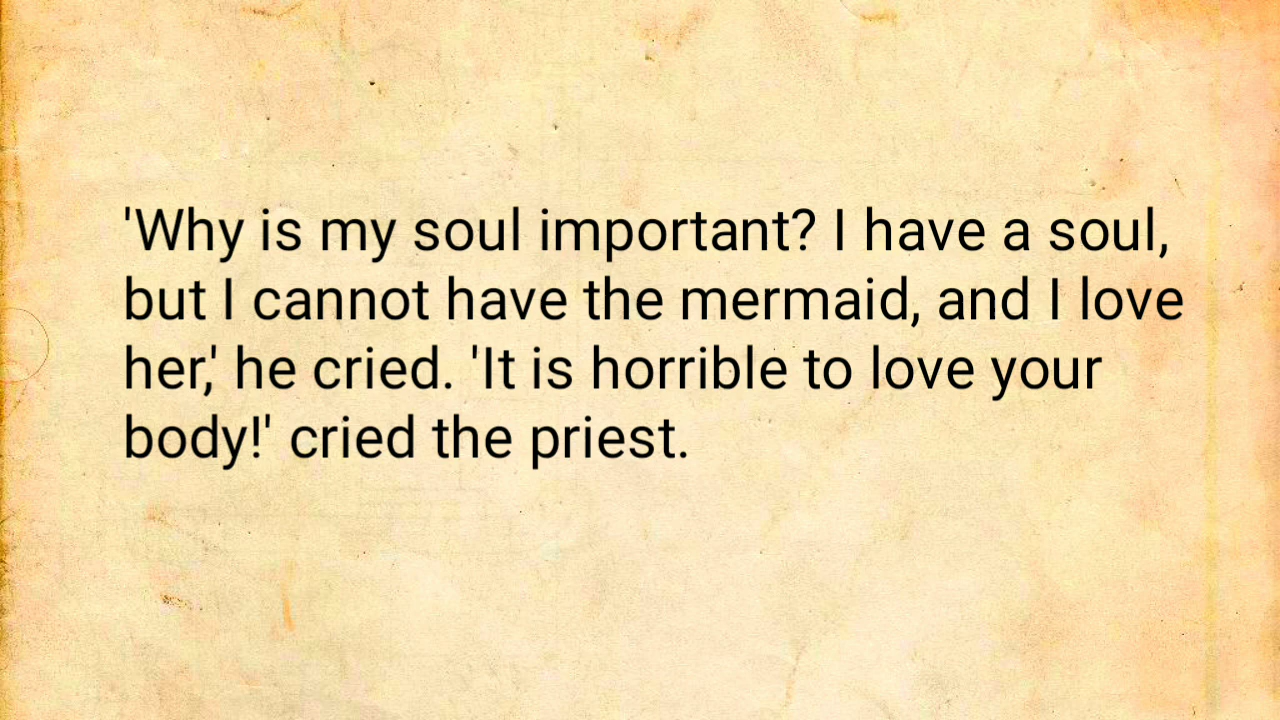 'Why is my soul important? I have a soul,
but I cannot have the mermaid, and I love
her,' he cried. 'It is horrible to love your
body!' cried the priest.